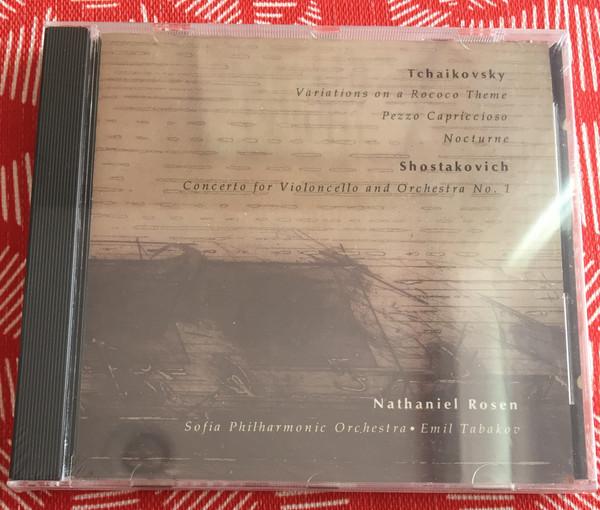 Tchaikovsky
Variations on a Rococo Theme
Pezzo Capriccioso
Nocturne
Shostakovich
Concerto for Violoncello and Orchestra No. 1
Nathaniel Rosen
Sofia Philharmonic Orchestra • Emil Tabakov